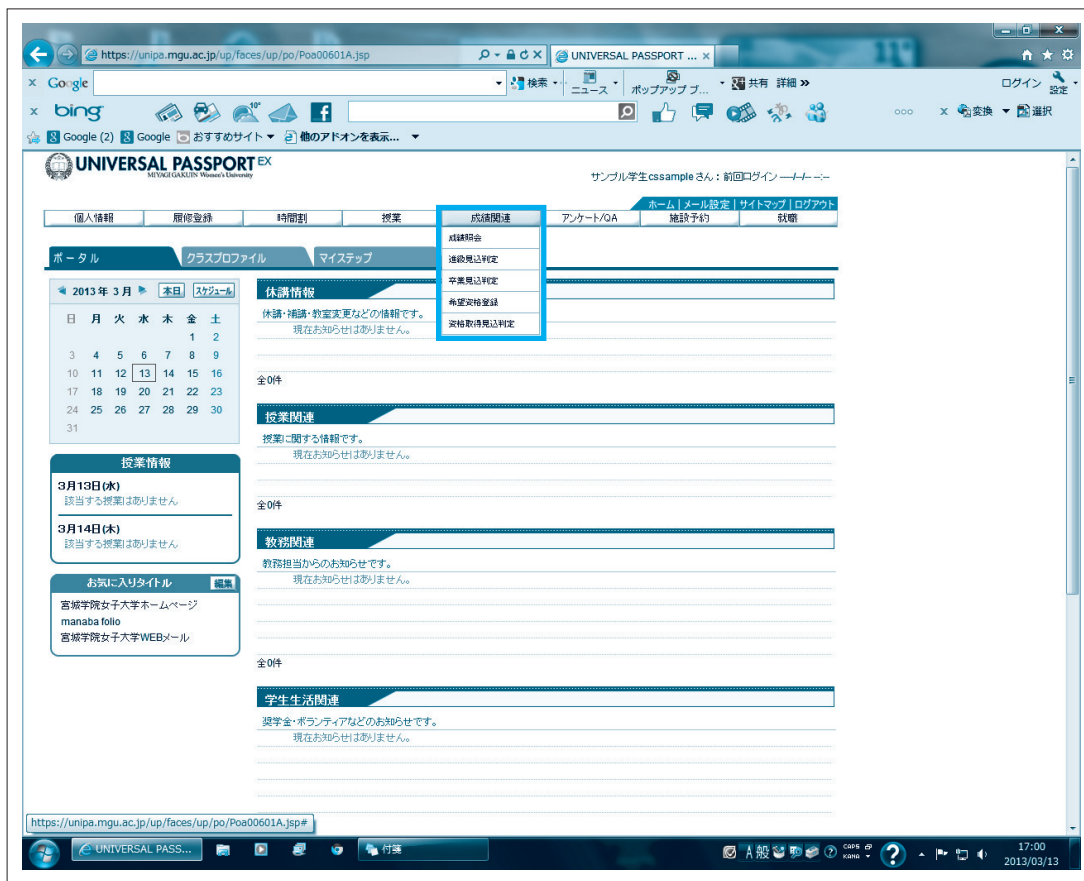 https://unipa.mgu.ac.jp/up/faces/up/po/Poa00601A.jsp
UNIVERSAL PASSPORT ... ×
x Google 検索 ニュース ポップアップ ブ... 共有 詳細 » ログイン 設定
x bing 10° 000 x 変換 選択
Google (2) Google おすすめサイト ▼ 他のアドオンを表示... ▼
UNIVERSAL PASSPORT EX
MIYAGI GAKUIN Women's University
サンプル学生cssampleさん:前回ログイン ----/--/-- --:--
ホーム | メール設定 | サイトマップ | ログアウト
個人情報 履修登録 時間割 授業 成績関連 アンケート/QA 施設予約 就職
成績照会
進級見込判定
卒業見込判定
希望資格登録
資格取得見込判定
ポータル クラスプロファイル マイステップ
2013年 3月 本日 スケジュール
日 月 火 水 木 金 土
1 2
3 4 5 6 7 8 9
10 11 12 13 14 15 16
17 18 19 20 21 22 23
24 25 26 27 28 29 30
31
授業情報
3月13日(水)
該当する授業はありません
3月14日(木)
該当する授業はありません
お気に入りタイトル 編集
宮城学院女子大学ホームページ
manaba folio
宮城学院女子大学WEBメール
休講情報
休講・補講・教室変更などの情報です。
現在お知らせはありません。
全0件
授業関連
授業に関する情報です。
現在お知らせはありません。
全0件
教務関連
教務担当からのお知らせです。
現在お知らせはありません。
全0件
学生生活関連
奨学金・ボランティアなどのお知らせです。
現在お知らせはありません。
https://unipa.mgu.ac.jp/up/faces/up/po/Poa00601A.jsp#
UNIVERSAL PASS... 付箋 A 般 CAPS KANA 17:00
2013/03/13